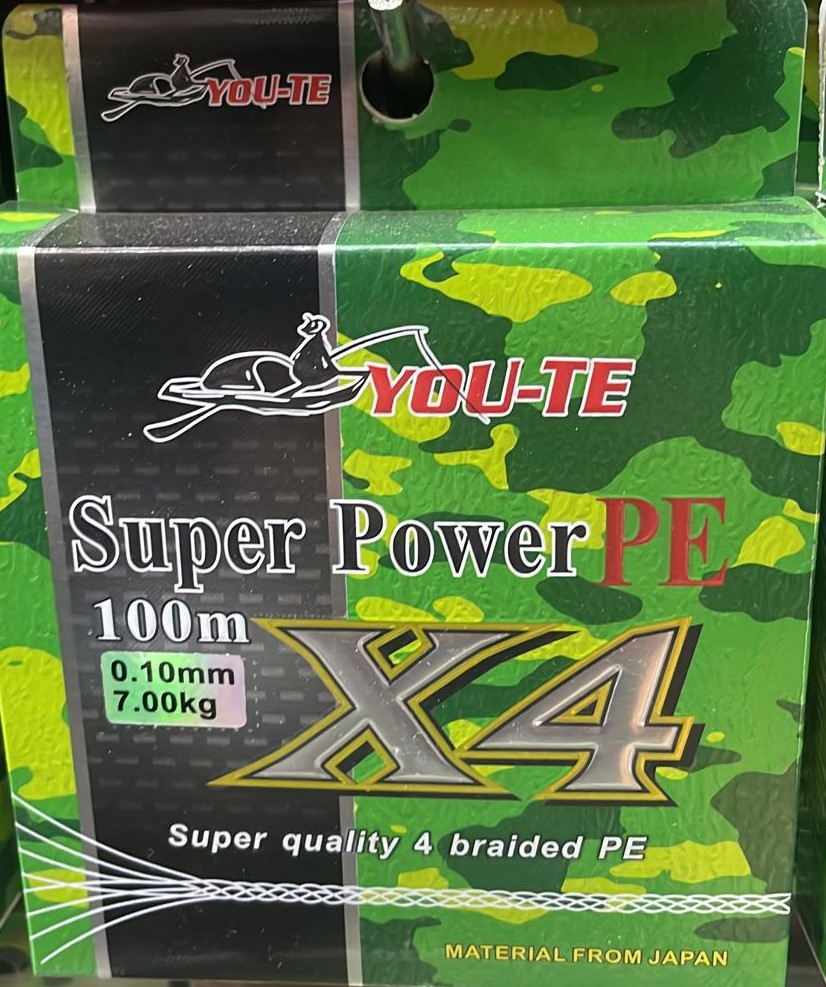 YOU-TE
YOU-TE
Super Power PE
100m
0.10mm
7.00kg
X4
Super quality 4 braided PE
MATERIAL FROM JAPAN